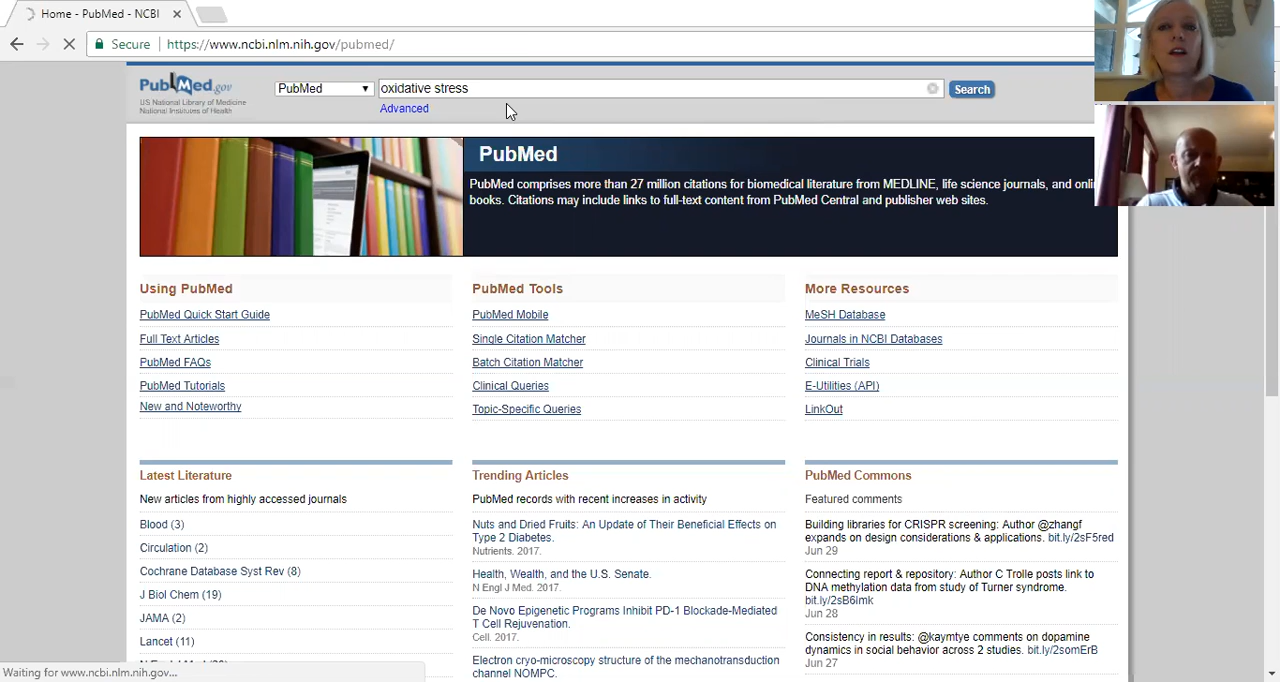 Home - PubMed - NCBI
Secure https://www.ncbi.nlm.nih.gov/pubmed/
PubMed.gov
US National Library of Medicine
National Institutes of Health
PubMed
oxidative stress
Search
Advanced
PubMed
PubMed comprises more than 27 million citations for biomedical literature from MEDLINE, life science journals, and onli
books. Citations may include links to full-text content from PubMed Central and publisher web sites.
Using PubMed
PubMed Quick Start Guide
Full Text Articles
PubMed FAQs
PubMed Tutorials
New and Noteworthy
PubMed Tools
PubMed Mobile
Single Citation Matcher
Batch Citation Matcher
Clinical Queries
Topic-Specific Queries
More Resources
MeSH Database
Journals in NCBI Databases
Clinical Trials
E-Utilities (API)
LinkOut
Latest Literature
New articles from highly accessed journals
Blood (3)
Circulation (2)
Cochrane Database Syst Rev (8)
J Biol Chem (19)
JAMA (2)
Lancet (11)
Trending Articles
PubMed records with recent increases in activity
Nuts and Dried Fruits: An Update of Their Beneficial Effects on
Type 2 Diabetes.
Nutrients. 2017.
Health, Wealth, and the U.S. Senate.
N Engl J Med. 2017.
De Novo Epigenetic Programs Inhibit PD-1 Blockade-Mediated
T Cell Rejuvenation.
Cell. 2017.
Electron cryo-microscopy structure of the mechanotransduction
channel NOMPC.
PubMed Commons
Featured comments
Building libraries for CRISPR screening: Author @zhangf
expands on design considerations & applications. bit.ly/2sF5red
Jun 29
Connecting report & repository: Author C Trolle posts link to
DNA methylation data from study of Turner syndrome.
bit.ly/2sB6lmk
Jun 28
Consistency in results: @kaymtye comments on dopamine
dynamics in social behavior across 2 studies. bit.ly/2somErB
Jun 27
Waiting for www.ncbi.nlm.nih.gov...